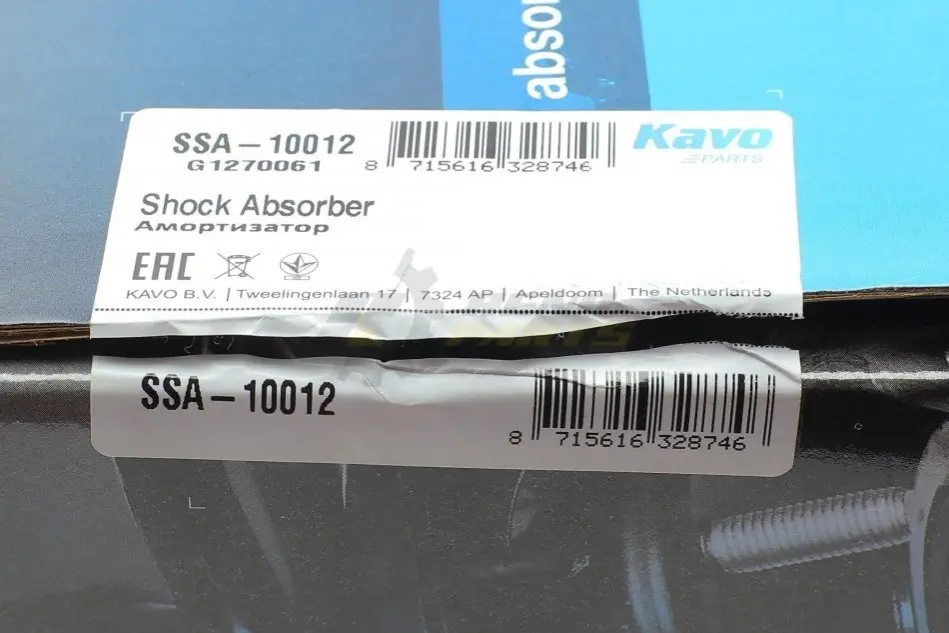 absor
SSA-10012
G1270061
8 715616 328746
Kavo
PARTS
Shock Absorber
Амортизатор
EAC
KAVO B.V. | Tweelingenlaan 17 | 7324 AP | Apeldoorn | The Netherlands
SSA-10012
8 715616 328746